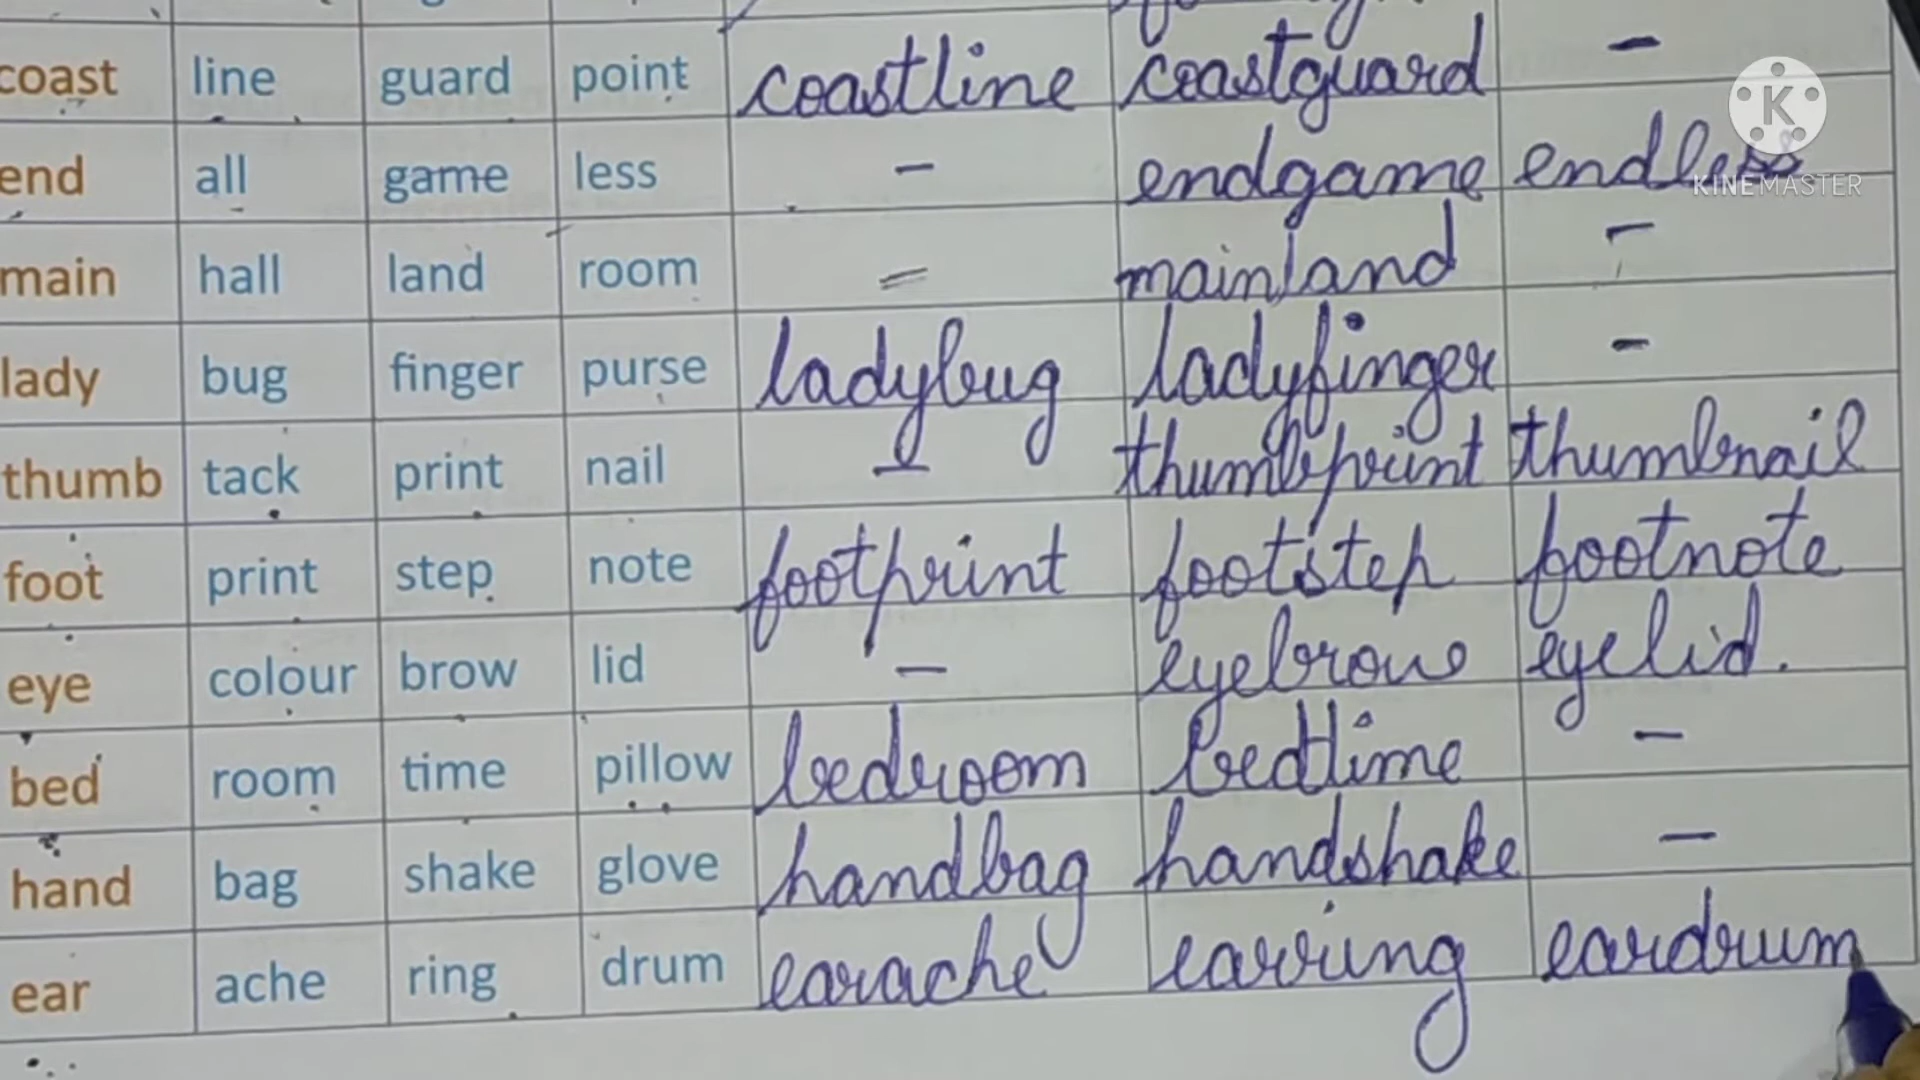 coast line guard point coastline coastguard -
end all game less - endgame endless
main hall land room - mainland -
lady bug finger purse ladybug ladyfinger -
thumb tack print nail - thumbprint thumbnail
foot print step note footprint footstep footnote
eye colour brow lid - eyebrow eyelid.
bed room time pillow bedroom bedtime -
hand bag shake glove handbag handshake -
ear ache ring drum earache earring eardrum
K
KINEMASTER